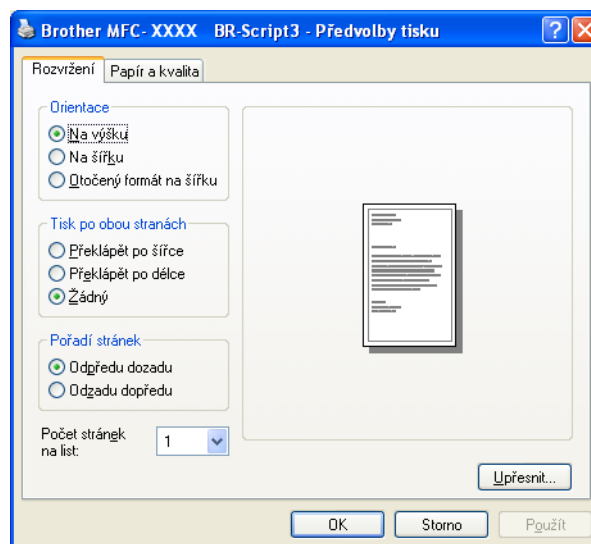 Brother MFC- XXXX BR-Script3 - Předvolby tisku
Rozvržení Papír a kvalita
Orientace
Na výšku
Na šířku
Otočený formát na šířku
Tisk po obou stranách
Překlápět po šířce
Překlápět po délce
Žádný
Pořadí stránek
Odpředu dozadu
Odzadu dopředu
Počet stránek
na list:
1
Upřesnit...
OK Storno Použít